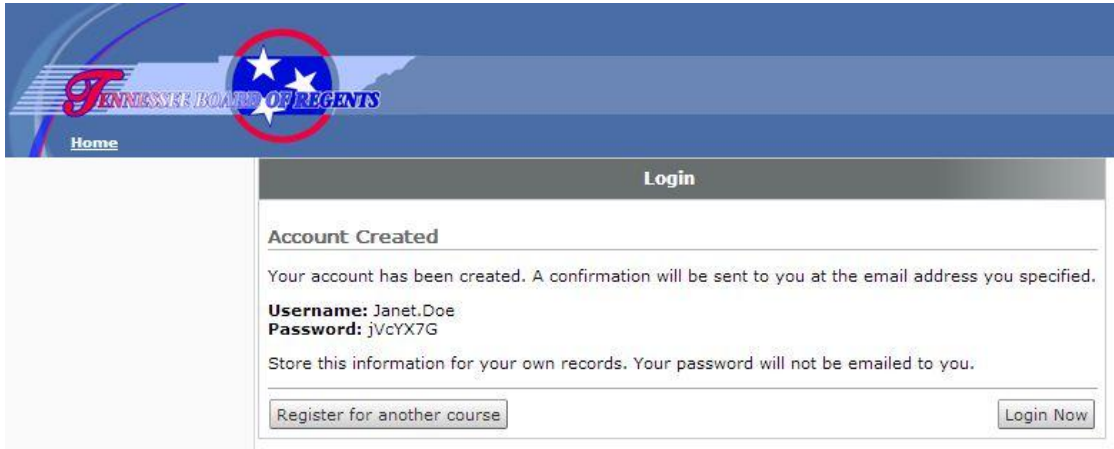 TENNESSEE BOARD OF REGENTS
Home
Login
Account Created
Your account has been created. A confirmation will be sent to you at the email address you specified.
Username: Janet.Doe
Password: jVcYX7G
Store this information for your own records. Your password will not be emailed to you.
Register for another course
Login Now